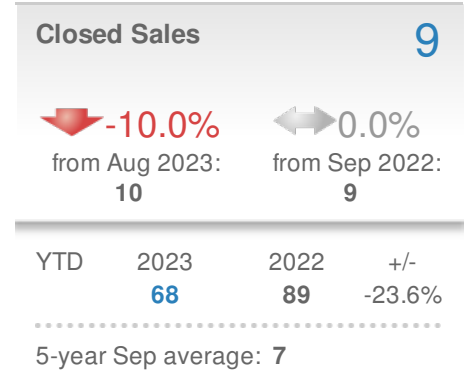 Closed Sales 9
-10.0% 0.0%
from Aug 2023: from Sep 2022:
10 9
YTD 2023 2022 +/-
68 89 -23.6%
5-year Sep average: 7